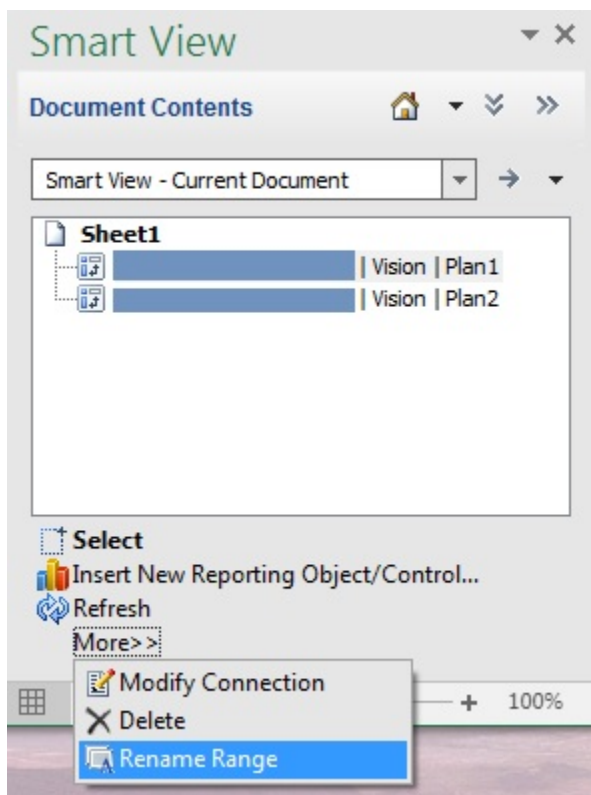 Smart View
Document Contents
Smart View - Current Document
Sheet1
| Vision | Plan1
| Vision | Plan2
Select
Insert New Reporting Object/Control...
Refresh
More>>
Modify Connection
100%
Delete
Rename Range